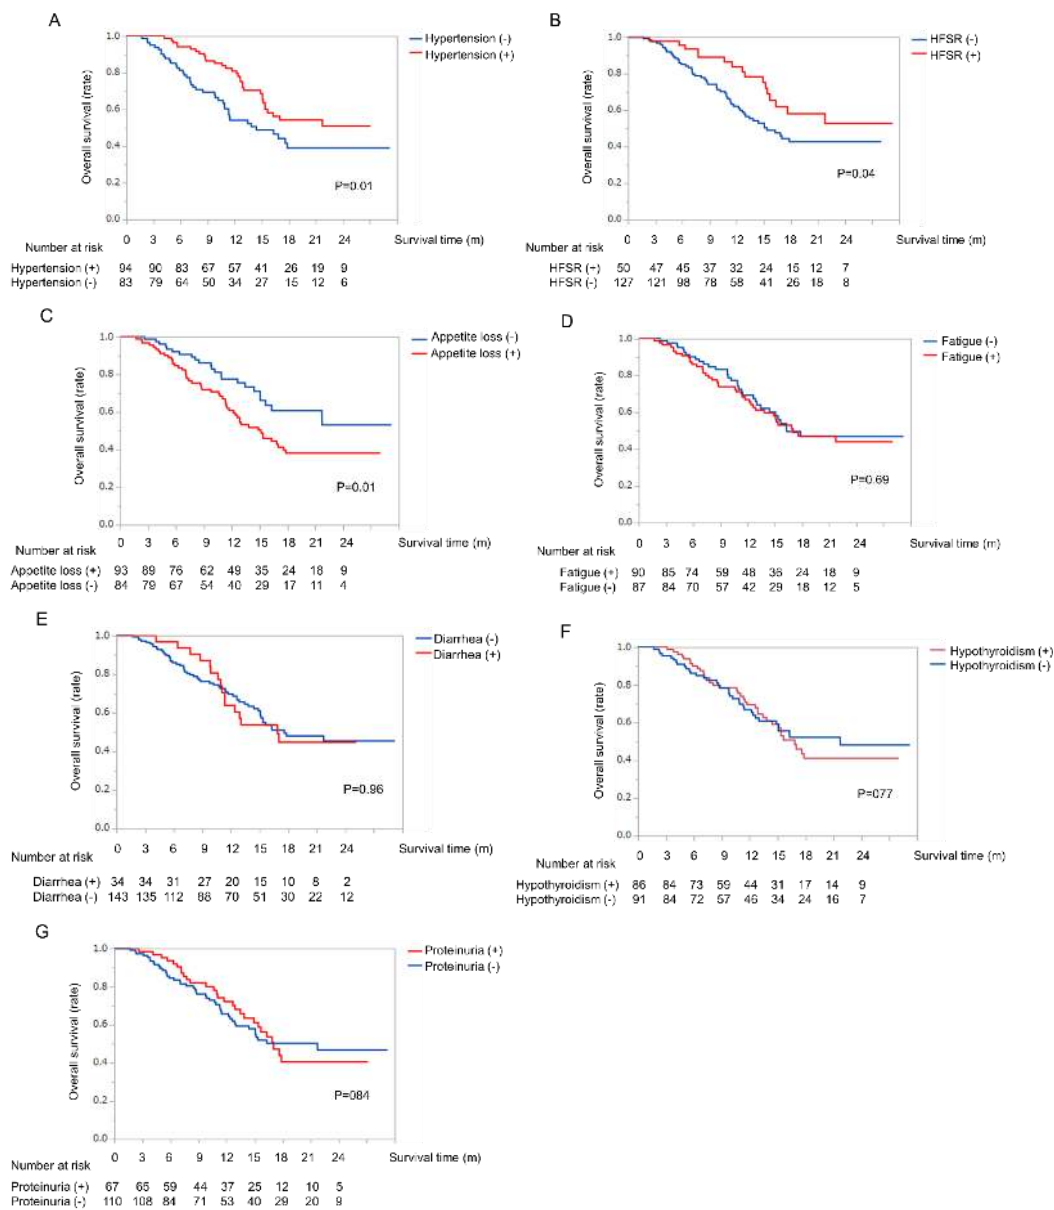 A
Hypertension (-)
Hypertension (+)
Overall survival (rate)
1.0
0.8
0.6
0.4
0.2
0.0
P=0.01
0 3 6 9 12 15 18 21 24 Survival time (m)
Number at risk
Hypertension (+) 94 90 83 67 57 41 26 19 9
Hypertension (-) 83 79 64 50 34 27 15 12 6
B
HFSR (-)
HFSR (+)
Overall survival (rate)
1.0
0.8
0.6
0.4
0.2
0.0
P=0.04
0 3 6 9 12 15 18 21 24 Survival time (m)
Number at risk
HFSR (+) 50 47 45 37 32 24 15 12 7
HFSR (-) 127 121 98 78 58 41 26 18 8
C
Appetite loss (-)
Appetite loss (+)
Overall survival (rate)
1.0
0.8
0.6
0.4
0.2
0.0
P=0.01
0 3 6 9 12 15 18 21 24 Survival time (m)
Number at risk
Appetite loss (+) 93 89 76 62 49 35 24 18 9
Appetite loss (-) 84 79 67 54 40 29 17 11 4
D
Fatigue (-)
Fatigue (+)
Overall survival (rate)
1.0
0.8
0.6
0.4
0.2
0.0
P=0.69
0 3 6 9 12 15 18 21 24 Survival time (m)
Number at risk
Fatigue (+) 90 85 74 59 48 36 24 18 9
Fatigue (-) 87 84 70 57 42 29 18 12 5
E
Diarrhea (-)
Diarrhea (+)
Overall survival (rate)
1.0
0.8
0.6
0.4
0.2
0.0
P=0.96
0 3 6 9 12 15 18 21 24 Survival time (m)
Number at risk
Diarrhea (+) 34 34 31 27 20 15 10 8 2
Diarrhea (-) 143 135 112 88 70 51 30 22 12
F
Hypothyroidism (+)
Hypothyroidism (-)
Overall survival (rate)
1.0
0.8
0.6
0.4
0.2
0.0
P=077
0 3 6 9 12 15 18 21 24 Survival time (m)
Number at risk
Hypothyroidism (+) 86 84 73 59 44 31 17 14 9
Hypothyroidism (-) 91 84 72 57 46 34 24 16 7
G
Proteinuria (+)
Proteinuria (-)
Overall survival (rate)
1.0
0.8
0.6
0.4
0.2
0.0
P=084
0 3 6 9 12 15 18 21 24 Survival time (m)
Number at risk
Proteinuria (+) 67 65 59 44 37 25 12 10 5
Proteinuria (-) 110 108 84 71 53 40 29 20 9